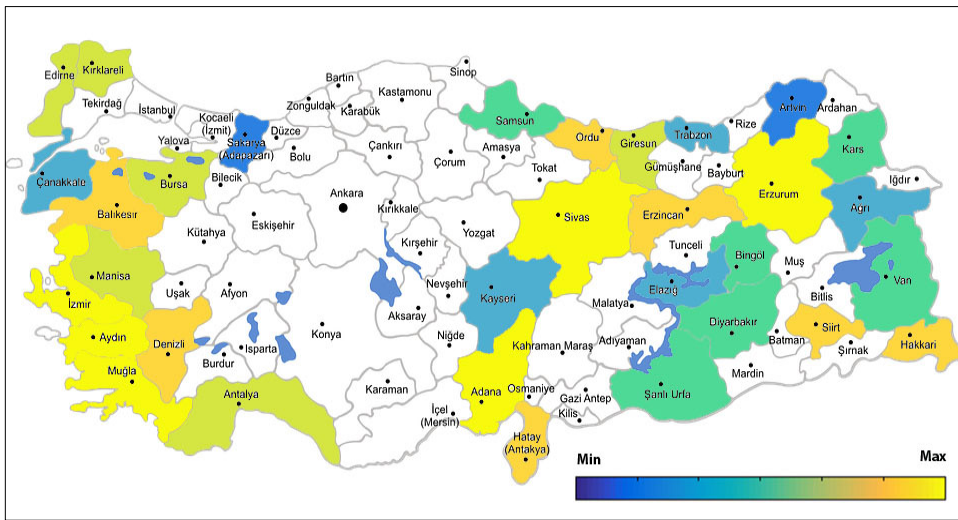 Sinop
Edirne
Kırklareli
Bartın
Kastamonu
Tekirdağ
İstanbul
Zonguldak
Karabük
Kocaeli
(İzmit)
Düzce
Samsun
Artvin
Ardahan
Yalova
Sakarya
(Adapazarı)
Bolu
Çankırı
Çorum
Amasya
Ordu
Giresun
Trabzon
Rize
Kars
Çanakkale
Bursa
Bilecik
Tokat
Gümüşhane
Bayburt
Iğdır
Balıkesir
Eskişehir
Ankara
Kırıkkale
Yozgat
Sivas
Erzincan
Erzurum
Ağrı
Kütahya
Kırşehir
Tunceli
Bingöl
Muş
Manisa
Uşak
Afyon
Nevşehir
Kayseri
Malatya
Elazığ
Bitlis
Van
İzmir
Aksaray
Aydın
Denizli
Burdur
Isparta
Konya
Niğde
Kahraman Maraş
Adıyaman
Diyarbakır
Batman
Siirt
Şırnak
Hakkari
Muğla
Antalya
Karaman
İçel
(Mersin)
Adana
Osmaniye
Gazi Antep
Kilis
Şanlı Urfa
Mardin
Hatay
(Antakya)
Min
Max